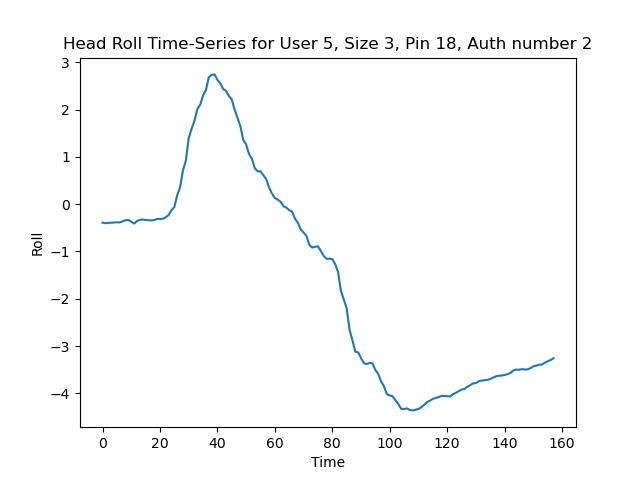 Head Roll Time-Series for User 5, Size 3, Pin 18, Auth number 2
3
2
1
0
−1
−2
−3
−4
Roll
0 20 40 60 80 100 120 140 160
Time